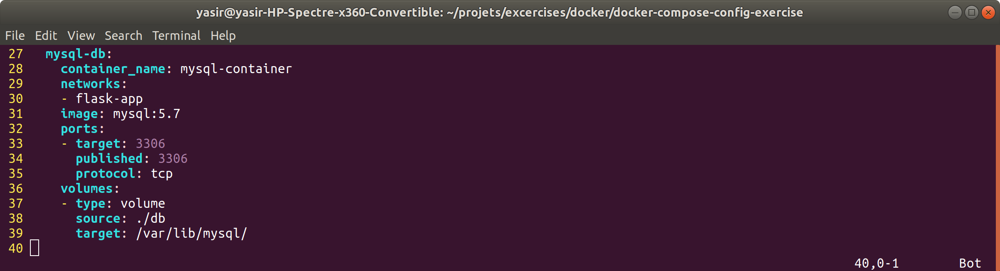 yasir@yasir-HP-Spectre-x360-Convertible: ~/projets/excercises/docker/docker-compose-config-exercise
File Edit View Search Terminal Help
27   mysql-db:
28     container_name: mysql-container
29     networks:
30     - flask-app
31     image: mysql:5.7
32     ports:
33     - target: 3306
34       published: 3306
35       protocol: tcp
36     volumes:
37     - type: volume
38       source: ./db
39       target: /var/lib/mysql/
40
40,0-1 Bot